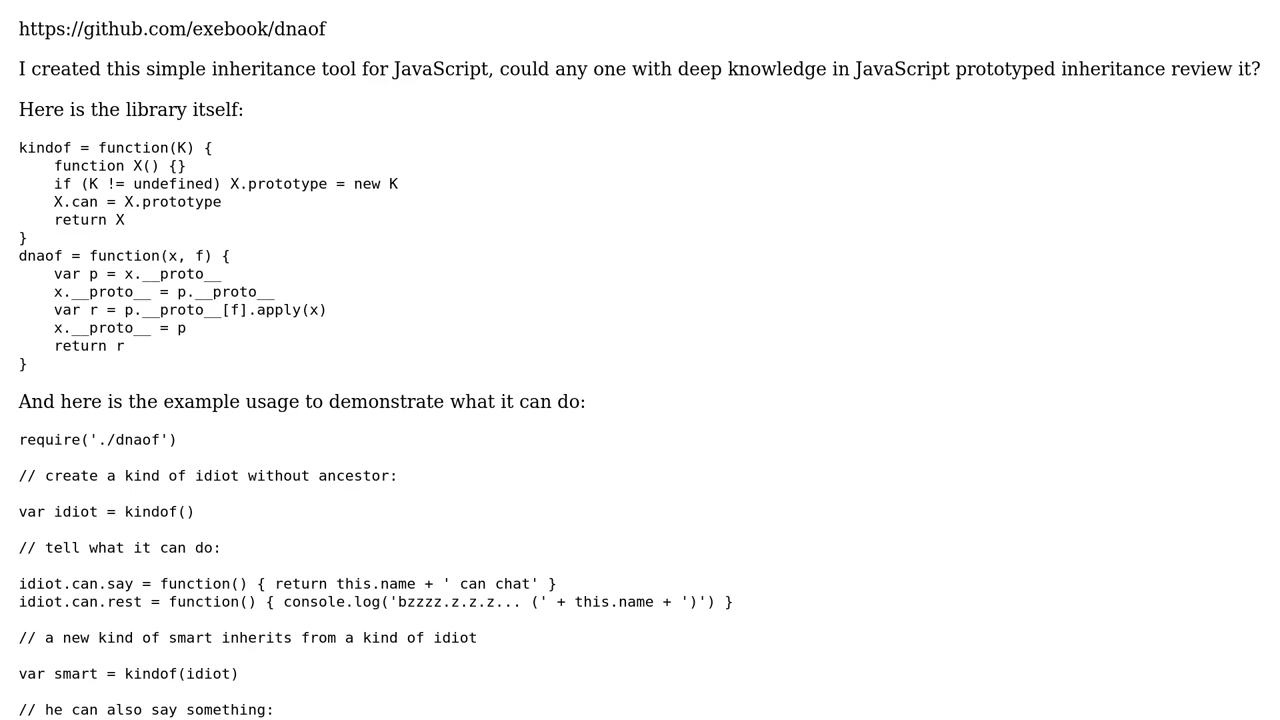 https://github.com/exebook/dnaof
I created this simple inheritance tool for JavaScript, could any one with deep knowledge in JavaScript prototyped inheritance review it?
Here is the library itself:
kindof = function(K) {
    function X() {}
    if (K != undefined) X.prototype = new K
    X.can = X.prototype
    return X
}
dnaof = function(x, f) {
    var p = x.__proto__
    x.__proto__ = p.__proto__
    var r = p.__proto__[f].apply(x)
    x.__proto__ = p
    return r
}
And here is the example usage to demonstrate what it can do:
require('./dnaof')
// create a kind of idiot without ancestor:
var idiot = kindof()
// tell what it can do:
idiot.can.say = function() { return this.name + ' can chat' }
idiot.can.rest = function() { console.log('bzzzz.z.z.z... (' + this.name + ')') }
// a new kind of smart inherits from a kind of idiot
var smart = kindof(idiot)
// he can also say something: